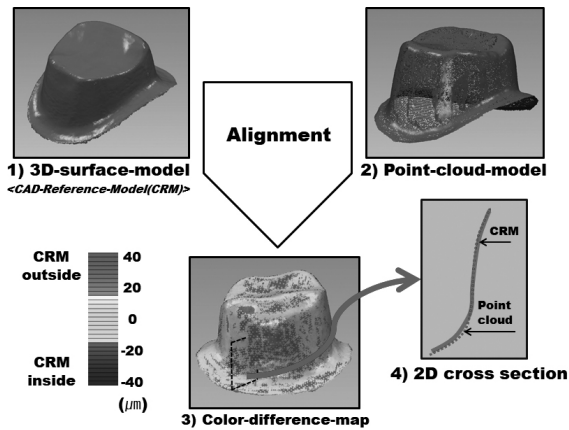 Alignment
1) 3D-surface-model
<CAD-Reference-Model(CRM)>
2) Point-cloud-model
CRM
outside
40
20
0
-20
-40
CRM
inside
(㎛)
3) Color-difference-map
CRM
Point
cloud
4) 2D cross section